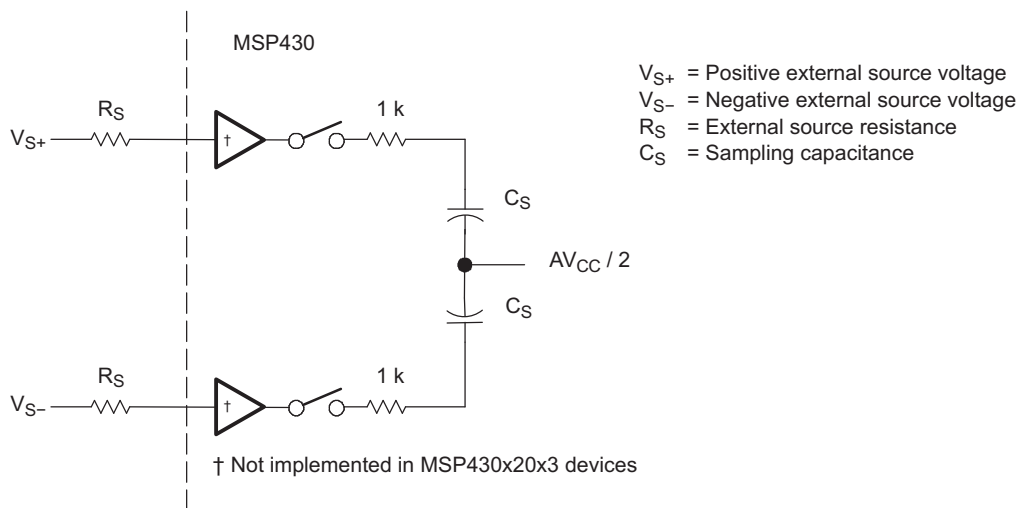 MSP430
V_S+ = Positive external source voltage
V_S− = Negative external source voltage
R_S = External source resistance
C_S = Sampling capacitance
R_S
1 k
V_S+
†
C_S
AV_CC / 2
C_S
R_S
1 k
V_S−
†
† Not implemented in MSP430x20x3 devices